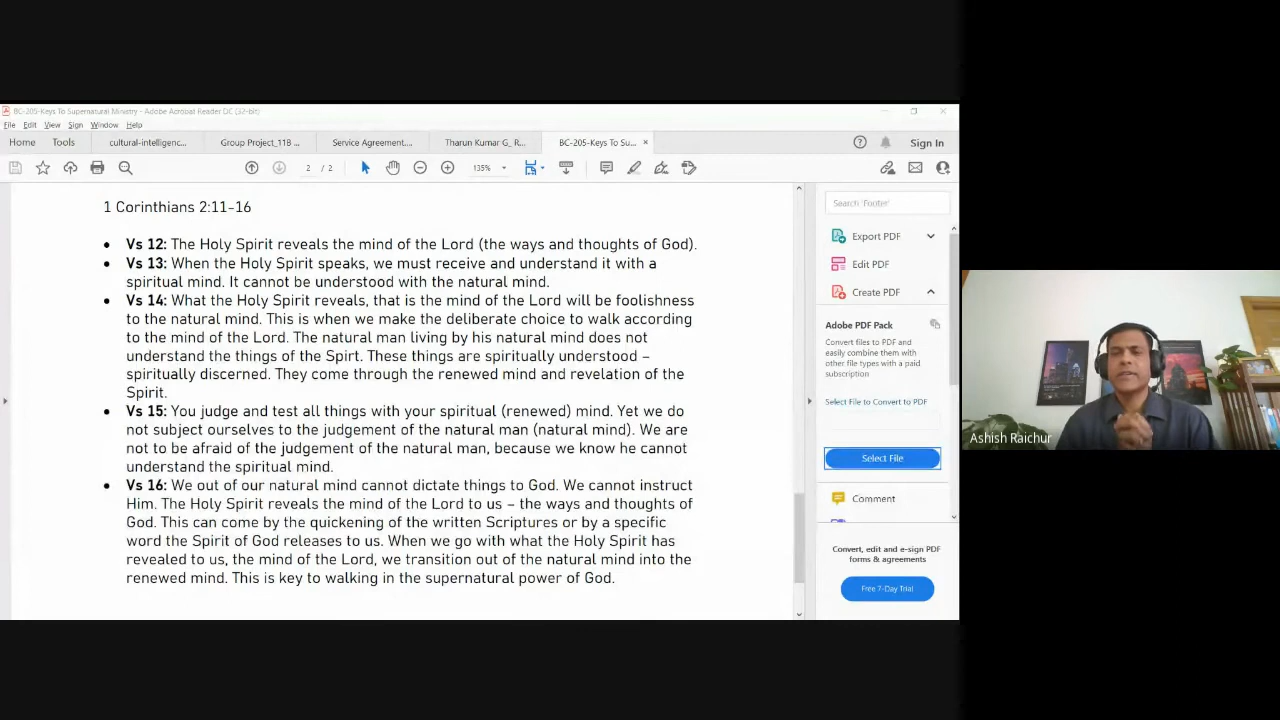 BC-205-Keys To Supernatural Ministry - Adobe Acrobat Reader DC (32-bit)
File Edit View Sign Window Help
Home Tools cultural-intelligenc... Group Project_11B ... Service Agreement.... Tharun Kumar G_ R... BC-205-Keys To Su... × Sign In
2 / 2 135%
1 Corinthians 2:11-16
• Vs 12: The Holy Spirit reveals the mind of the Lord (the ways and thoughts of God).
• Vs 13: When the Holy Spirit speaks, we must receive and understand it with a
spiritual mind. It cannot be understood with the natural mind.
• Vs 14: What the Holy Spirit reveals, that is the mind of the Lord will be foolishness
to the natural mind. This is when we make the deliberate choice to walk according
to the mind of the Lord. The natural man living by his natural mind does not
understand the things of the Spirt. These things are spiritually understood –
spiritually discerned. They come through the renewed mind and revelation of the
Spirit.
• Vs 15: You judge and test all things with your spiritual (renewed) mind. Yet we do
not subject ourselves to the judgement of the natural man (natural mind). We are
not to be afraid of the judgement of the natural man, because we know he cannot
understand the spiritual mind.
• Vs 16: We out of our natural mind cannot dictate things to God. We cannot instruct
Him. The Holy Spirit reveals the mind of the Lord to us – the ways and thoughts of
God. This can come by the quickening of the written Scriptures or by a specific
word the Spirit of God releases to us. When we go with what the Holy Spirit has
revealed to us, the mind of the Lord, we transition out of the natural mind into the
renewed mind. This is key to walking in the supernatural power of God.
Search 'Footer'
Export PDF
Edit PDF
Create PDF
Adobe PDF Pack
Convert files to PDF and
easily combine them with
other file types with a paid
subscription
Select File to Convert to PDF
Select File
Comment
Convert, edit and e-sign PDF
forms & agreements
Free 7-Day Trial
Ashish Raichur